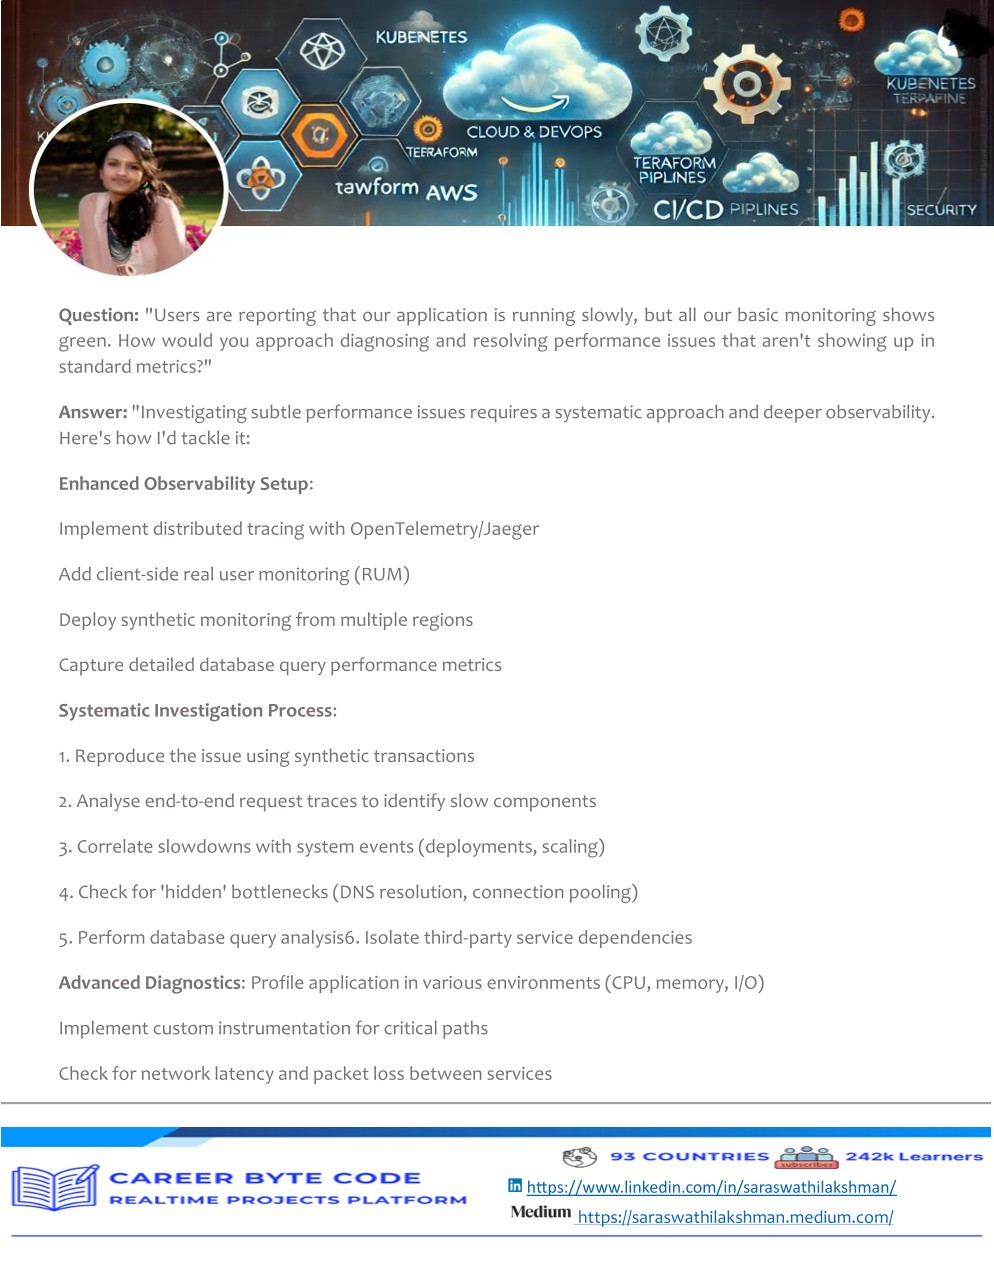 KUBENETES
KUBENETES
TERPAFINE
CLOUD & DEVOPS
TEERAFORM
TERAFORM
PIPLINES
tawform AWS
CI/CD PIPLINES
SECURITY
Question: "Users are reporting that our application is running slowly, but all our basic monitoring shows
green. How would you approach diagnosing and resolving performance issues that aren't showing up in
standard metrics?"
Answer: "Investigating subtle performance issues requires a systematic approach and deeper observability.
Here's how I'd tackle it:
Enhanced Observability Setup:
Implement distributed tracing with OpenTelemetry/Jaeger
Add client-side real user monitoring (RUM)
Deploy synthetic monitoring from multiple regions
Capture detailed database query performance metrics
Systematic Investigation Process:
1. Reproduce the issue using synthetic transactions
2. Analyse end-to-end request traces to identify slow components
3. Correlate slowdowns with system events (deployments, scaling)
4. Check for 'hidden' bottlenecks (DNS resolution, connection pooling)
5. Perform database query analysis6. Isolate third-party service dependencies
Advanced Diagnostics: Profile application in various environments (CPU, memory, I/O)
Implement custom instrumentation for critical paths
Check for network latency and packet loss between services
CAREER BYTE CODE
REALTIME PROJECTS PLATFORM
93 COUNTRIES subscriber 242k Learners
in https://www.linkedin.com/in/saraswathilakshman/
Medium https://saraswathilakshman.medium.com/